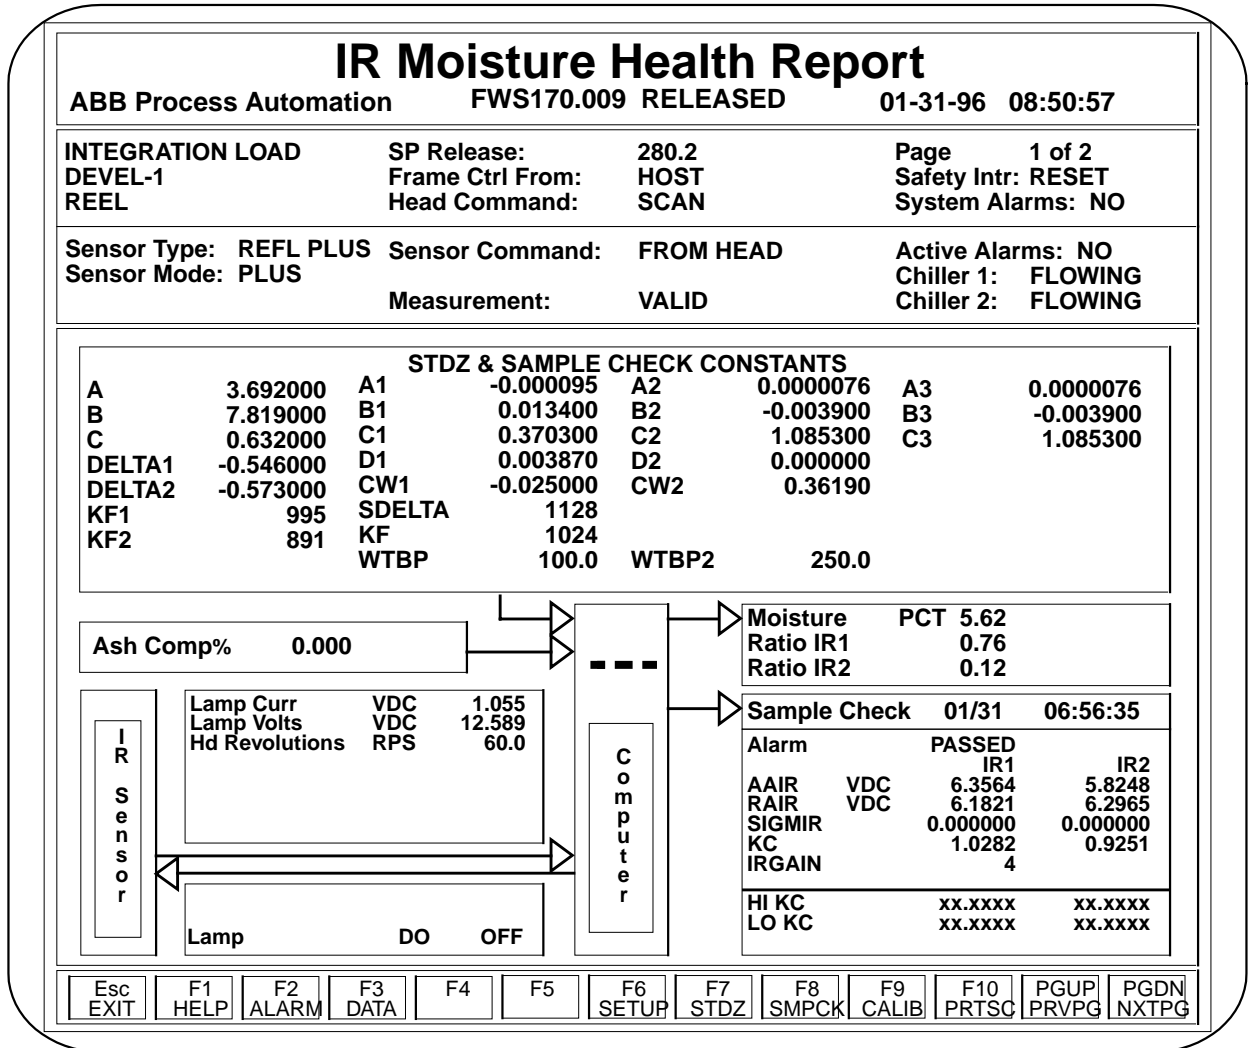 IR Moisture Health Report
ABB Process Automation FWS170.009 RELEASED 01-31-96 08:50:57
INTEGRATION LOAD SP Release: 280.2 Page 1 of 2
DEVEL-1 Frame Ctrl From: HOST Safety Intr: RESET
REEL Head Command: SCAN System Alarms: NO
Sensor Type: REFL PLUS Sensor Command: FROM HEAD Active Alarms: NO
Sensor Mode: PLUS Chiller 1: FLOWING
Measurement: VALID Chiller 2: FLOWING
STDZ & SAMPLE CHECK CONSTANTS
A 3.692000 A1 -0.000095 A2 0.0000076 A3 0.0000076
B 7.819000 B1 0.013400 B2 -0.003900 B3 -0.003900
C 0.632000 C1 0.370300 C2 1.085300 C3 1.085300
DELTA1 -0.546000 D1 0.003870 D2 0.000000
DELTA2 -0.573000 CW1 -0.025000 CW2 0.36190
KF1 995 SDELTA 1128
KF2 891 KF 1024
WTBP 100.0 WTBP2 250.0
Ash Comp% 0.000
Moisture PCT 5.62
Ratio IR1 0.76
Ratio IR2 0.12
IR Sensor
Lamp Curr VDC 1.055
Lamp Volts VDC 12.589
Hd Revolutions RPS 60.0
Lamp DO OFF
---
Computer
Sample Check 01/31 06:56:35
Alarm PASSED
IR1 IR2
AAIR VDC 6.3564 5.8248
RAIR VDC 6.1821 6.2965
SIGMIR 0.000000 0.000000
KC 1.0282 0.9251
IRGAIN 4
HI KC xx.xxxx xx.xxxx
LO KC xx.xxxx xx.xxxx
Esc F1 F2 F3 F4 F5 F6 F7 F8 F9 F10 PGUP PGDN
EXIT HELP ALARM DATA SETUP STDZ SMPCK CALIB PRTSC PRVPG NXTPG